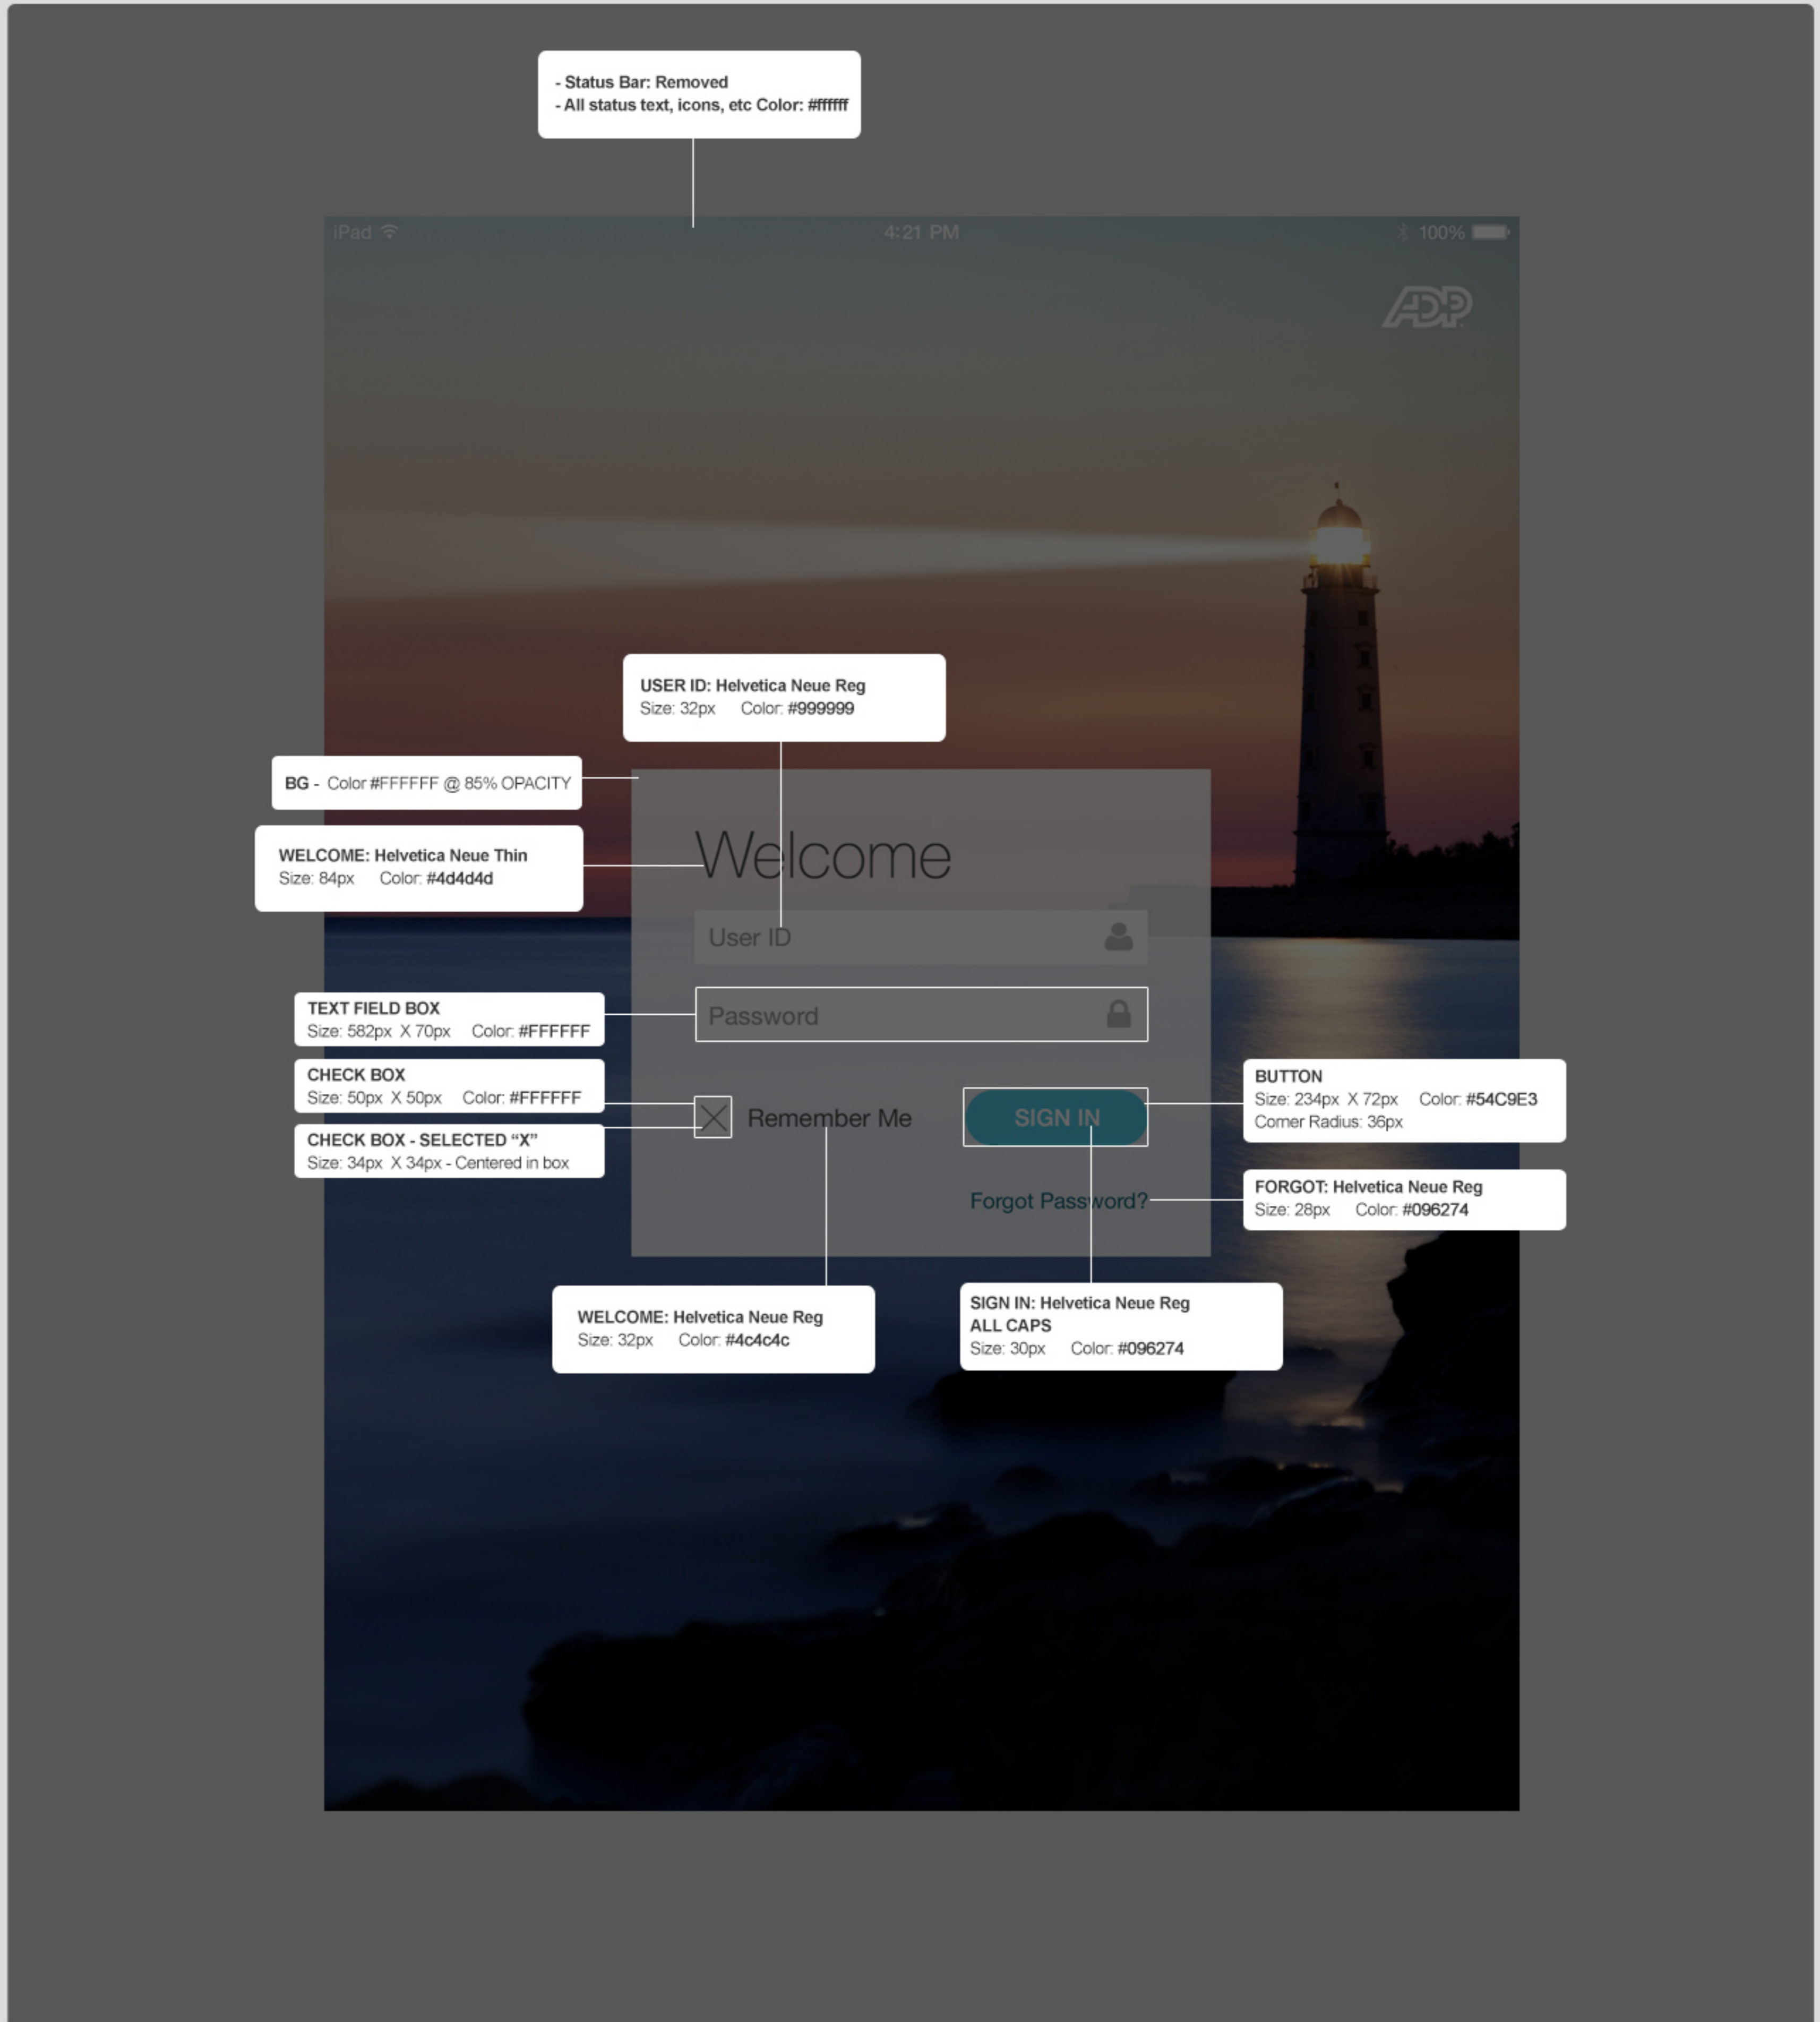 - Status Bar: Removed
- All status text, icons, etc Color: #ffffff
iPad
4:21 PM
100%
ADP
USER ID: Helvetica Neue Reg
Size: 32px Color: #999999
BG - Color #FFFFFF @ 85% OPACITY
WELCOME: Helvetica Neue Thin
Size: 84px Color: #4d4d4d
Welcome
User ID
TEXT FIELD BOX
Size: 582px X 70px Color: #FFFFFF
Password
CHECK BOX
Size: 50px X 50px Color: #FFFFFF
CHECK BOX - SELECTED “X”
Size: 34px X 34px - Centered in box
Remember Me
SIGN IN
BUTTON
Size: 234px X 72px Color: #54C9E3
Corner Radius: 36px
Forgot Password?
FORGOT: Helvetica Neue Reg
Size: 28px Color: #096274
WELCOME: Helvetica Neue Reg
Size: 32px Color: #4c4c4c
SIGN IN: Helvetica Neue Reg
ALL CAPS
Size: 30px Color: #096274